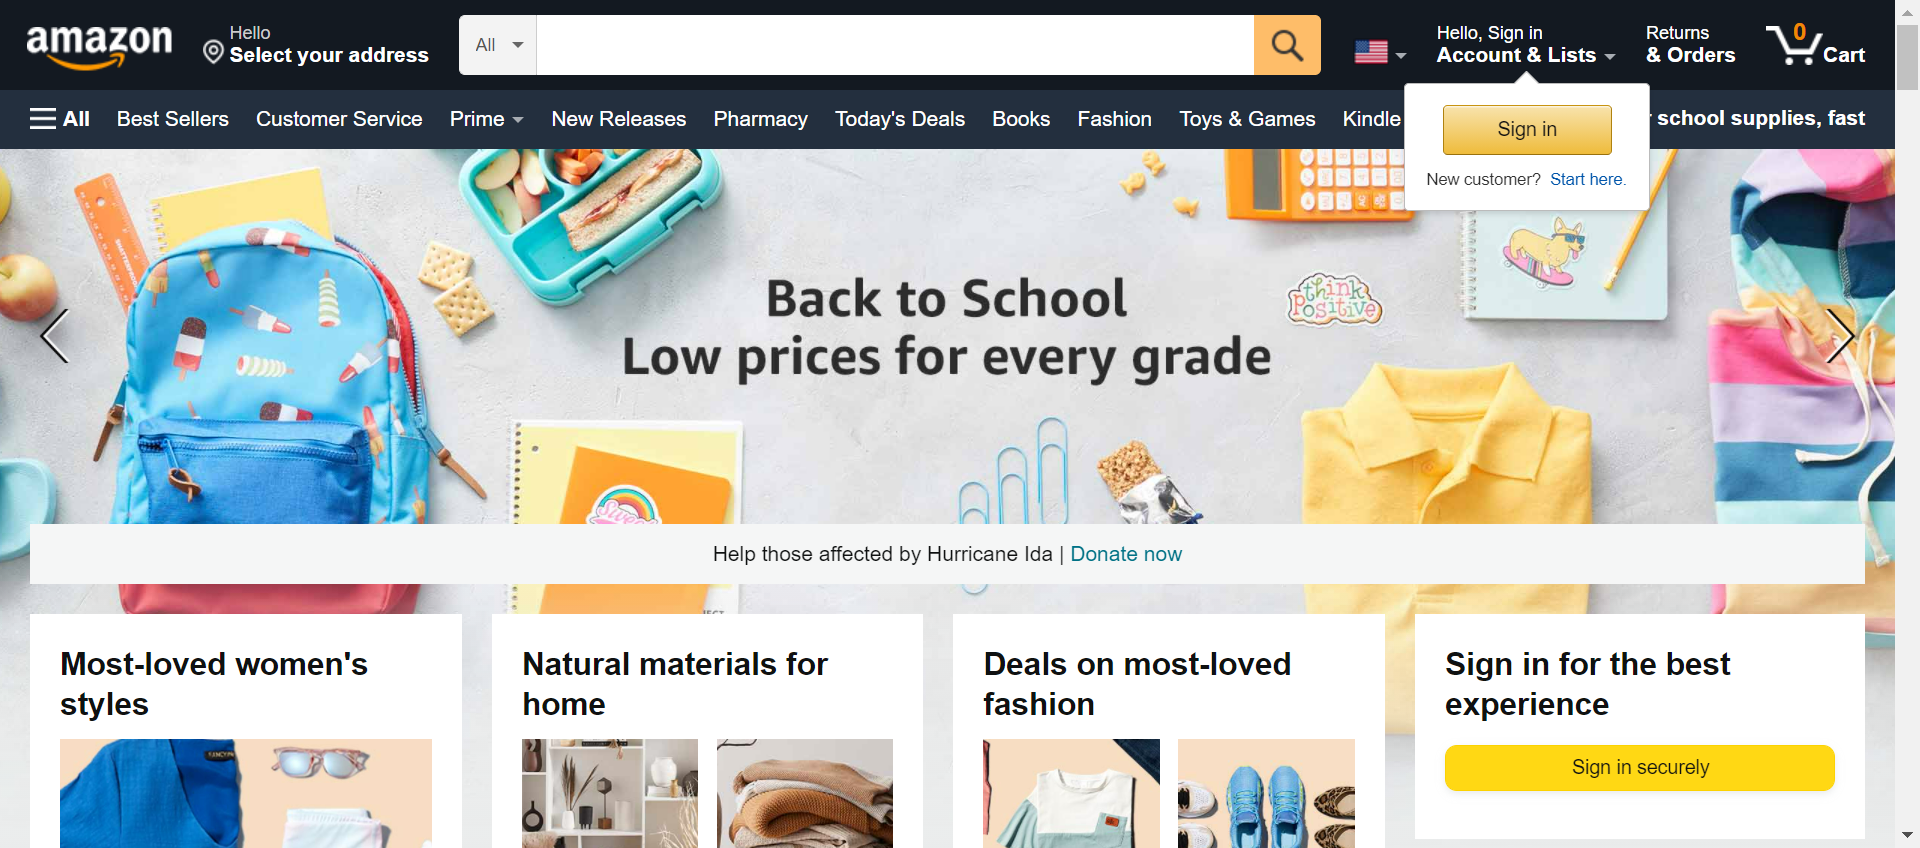 amazon
Hello
Select your address
All
Hello, Sign in
Account & Lists
Returns
& Orders
0
Cart
All
Best Sellers
Customer Service
Prime
New Releases
Pharmacy
Today's Deals
Books
Fashion
Toys & Games
Kindle
school supplies, fast
Sign in
New customer? Start here.
think
positive
Back to School
Low prices for every grade
Sweet
Help those affected by Hurricane Ida | Donate now
Most-loved women's
styles
Natural materials for
home
Deals on most-loved
fashion
Sign in for the best
experience
Sign in securely